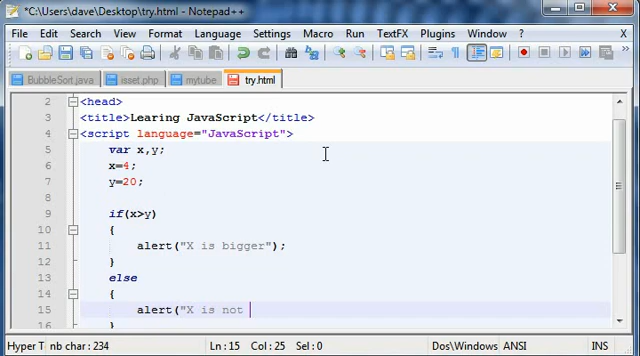 *C:\Users\dave\Desktop\try.html - Notepad++
File Edit Search View Format Language Settings Macro Run TextFX Plugins Window ?
BubbleSort.java isset.php mytube try.html
2 <head>
3 <title>Learing JavaScript</title>
4 <script language="JavaScript">
5 var x,y;
6 x=4;
7 y=20;
8
9 if(x>y)
10 {
11 alert("X is bigger");
12 }
13 else
14 {
15 alert("X is not
16 }
Hyper T nb char : 234 Ln : 15 Col : 25 Sel : 0 Dos\Windows ANSI INS